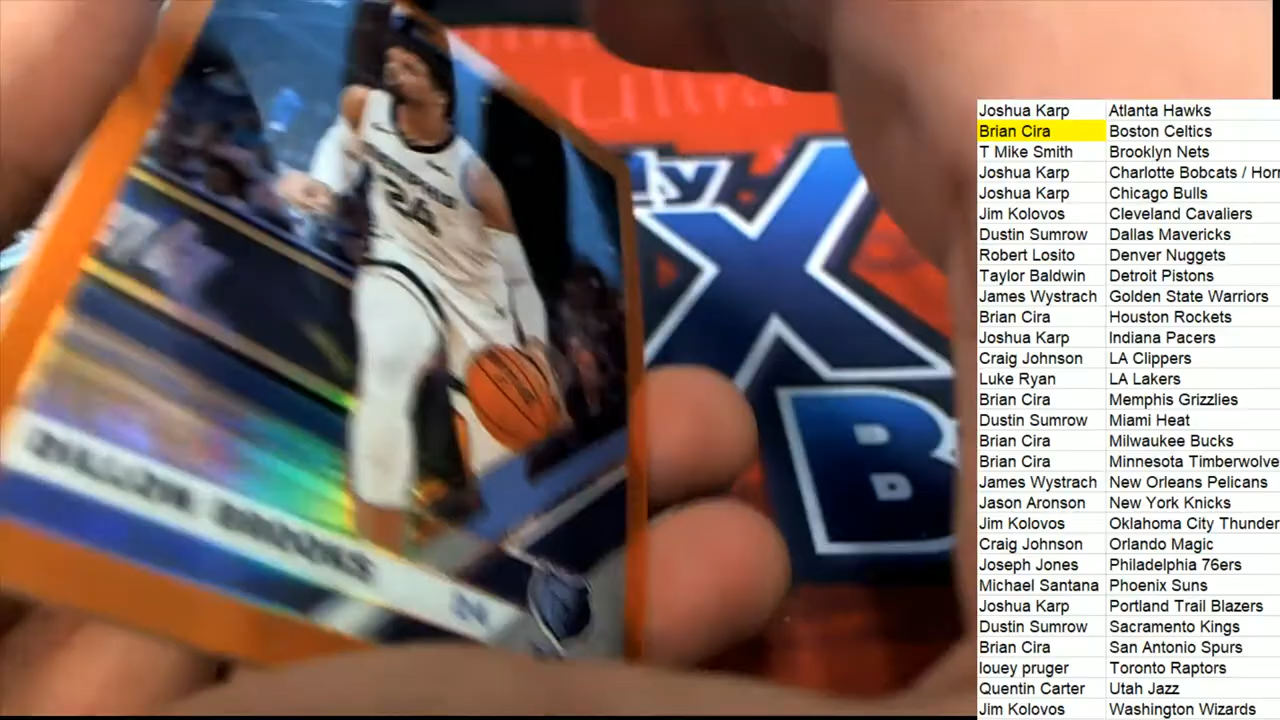 MEMPHIS
24
DILLON BROOKS
Ultra
ly
X
B
Joshua Karp Atlanta Hawks
Brian Cira Boston Celtics
T Mike Smith Brooklyn Nets
Joshua Karp Charlotte Bobcats / Horr
Joshua Karp Chicago Bulls
Jim Kolovos Cleveland Cavaliers
Dustin Sumrow Dallas Mavericks
Robert Losito Denver Nuggets
Taylor Baldwin Detroit Pistons
James Wystrach Golden State Warriors
Brian Cira Houston Rockets
Joshua Karp Indiana Pacers
Craig Johnson LA Clippers
Luke Ryan LA Lakers
Brian Cira Memphis Grizzlies
Dustin Sumrow Miami Heat
Brian Cira Milwaukee Bucks
Brian Cira Minnesota Timberwolve
James Wystrach New Orleans Pelicans
Jason Aronson New York Knicks
Jim Kolovos Oklahoma City Thunder
Craig Johnson Orlando Magic
Joseph Jones Philadelphia 76ers
Michael Santana Phoenix Suns
Joshua Karp Portland Trail Blazers
Dustin Sumrow Sacramento Kings
Brian Cira San Antonio Spurs
louey pruger Toronto Raptors
Quentin Carter Utah Jazz
Jim Kolovos Washington Wizards